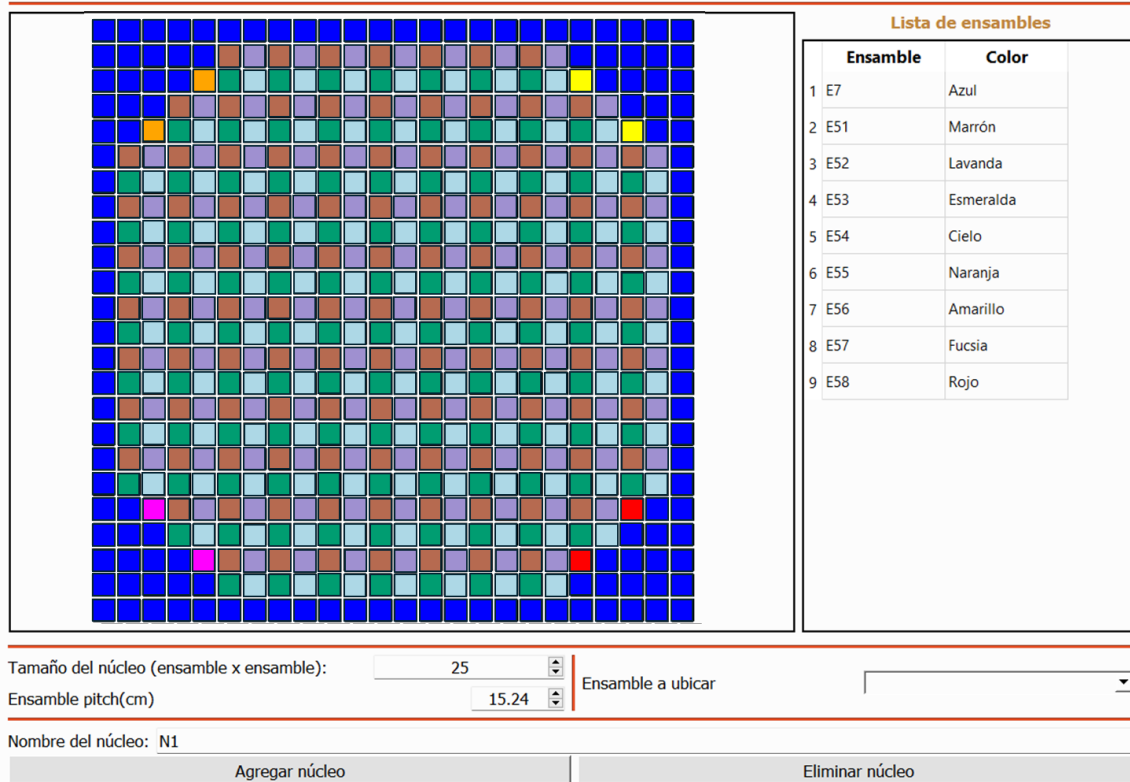 Lista de ensambles
Ensamble Color
1 E7 Azul
2 E51 Marrón
3 E52 Lavanda
4 E53 Esmeralda
5 E54 Cielo
6 E55 Naranja
7 E56 Amarillo
8 E57 Fucsia
9 E58 Rojo
Tamaño del núcleo (ensamble x ensamble): 25
Ensamble pitch(cm) 15.24
Ensamble a ubicar
Nombre del núcleo: N1
Agregar núcleo Eliminar núcleo